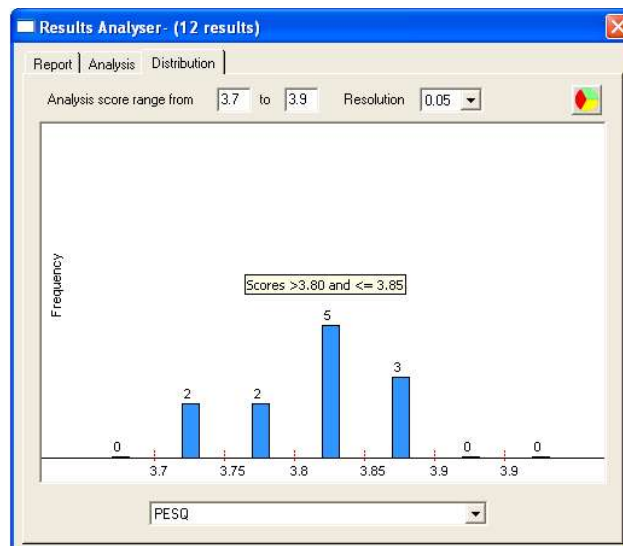 Results Analyser - (12 results)
Report Analysis Distribution
Analysis score range from 3.7 to 3.9 Resolution 0.05
Frequency
Scores >3.80 and <= 3.85
0 2 2 5 3 0 0
3.7 3.75 3.8 3.85 3.9 3.9
PESQ